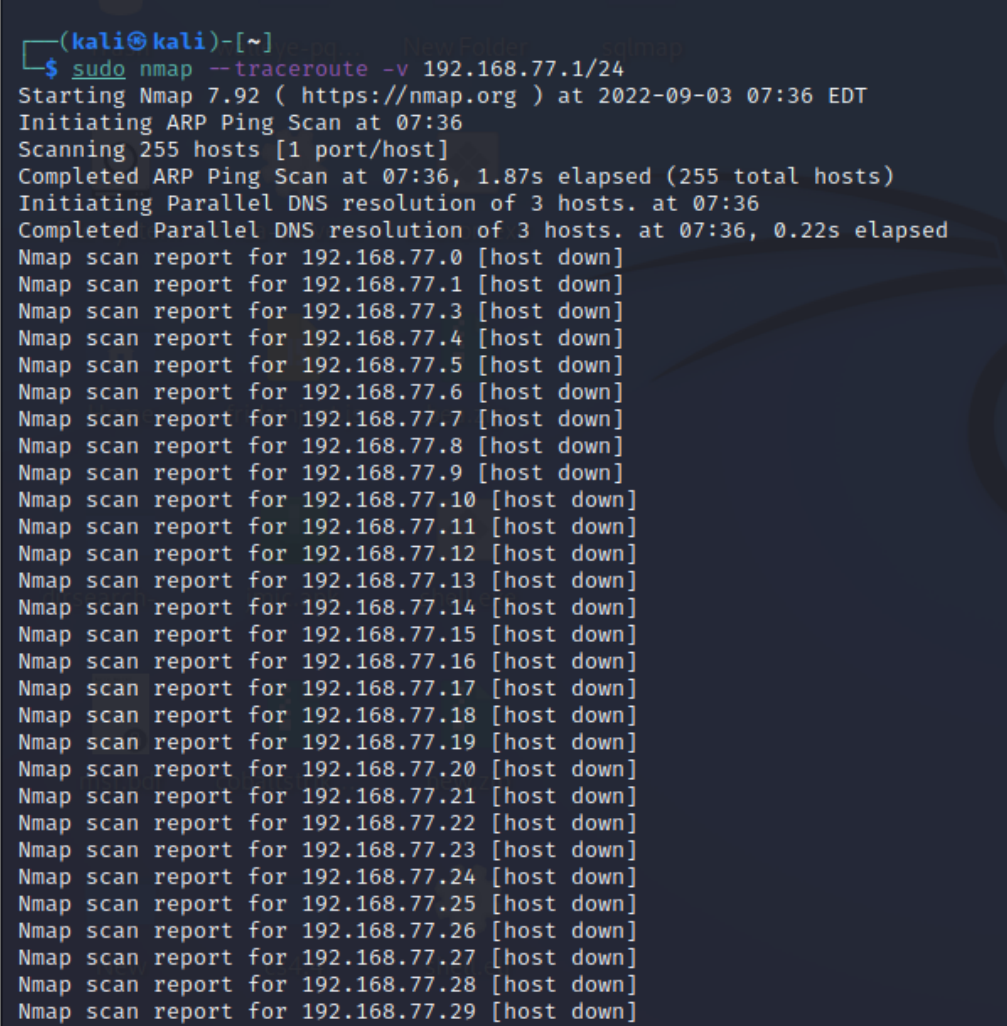 (kali㉿kali)-[~]
$ sudo nmap --traceroute -v 192.168.77.1/24
Starting Nmap 7.92 ( https://nmap.org ) at 2022-09-03 07:36 EDT
Initiating ARP Ping Scan at 07:36
Scanning 255 hosts [1 port/host]
Completed ARP Ping Scan at 07:36, 1.87s elapsed (255 total hosts)
Initiating Parallel DNS resolution of 3 hosts. at 07:36
Completed Parallel DNS resolution of 3 hosts. at 07:36, 0.22s elapsed
Nmap scan report for 192.168.77.0 [host down]
Nmap scan report for 192.168.77.1 [host down]
Nmap scan report for 192.168.77.3 [host down]
Nmap scan report for 192.168.77.4 [host down]
Nmap scan report for 192.168.77.5 [host down]
Nmap scan report for 192.168.77.6 [host down]
Nmap scan report for 192.168.77.7 [host down]
Nmap scan report for 192.168.77.8 [host down]
Nmap scan report for 192.168.77.9 [host down]
Nmap scan report for 192.168.77.10 [host down]
Nmap scan report for 192.168.77.11 [host down]
Nmap scan report for 192.168.77.12 [host down]
Nmap scan report for 192.168.77.13 [host down]
Nmap scan report for 192.168.77.14 [host down]
Nmap scan report for 192.168.77.15 [host down]
Nmap scan report for 192.168.77.16 [host down]
Nmap scan report for 192.168.77.17 [host down]
Nmap scan report for 192.168.77.18 [host down]
Nmap scan report for 192.168.77.19 [host down]
Nmap scan report for 192.168.77.20 [host down]
Nmap scan report for 192.168.77.21 [host down]
Nmap scan report for 192.168.77.22 [host down]
Nmap scan report for 192.168.77.23 [host down]
Nmap scan report for 192.168.77.24 [host down]
Nmap scan report for 192.168.77.25 [host down]
Nmap scan report for 192.168.77.26 [host down]
Nmap scan report for 192.168.77.27 [host down]
Nmap scan report for 192.168.77.28 [host down]
Nmap scan report for 192.168.77.29 [host down]